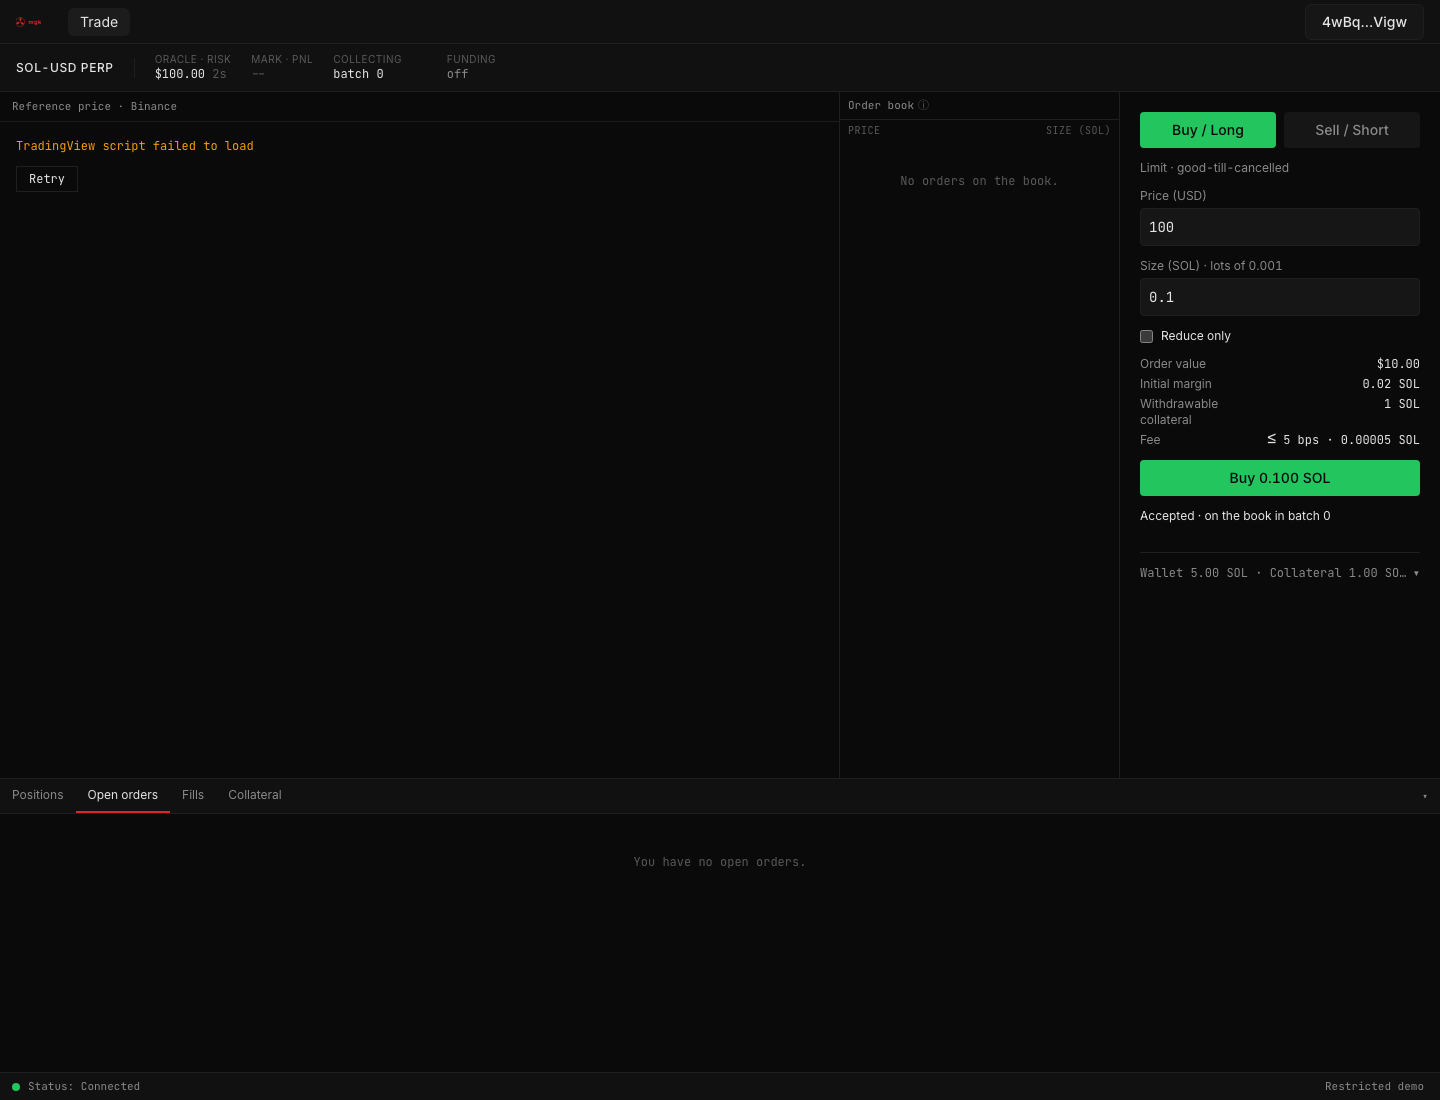 Trade
4wBq...Vigw
SOL-USD PERP
ORACLE · RISK
$100.00 2s
MARK · PNL
--
COLLECTING
batch 0
FUNDING
off
Reference price · Binance
TradingView script failed to load
Retry
Order book ⓘ
PRICE SIZE (SOL)
No orders on the book.
Buy / Long
Sell / Short
Limit · good-till-cancelled
Price (USD)
100
Size (SOL) · lots of 0.001
0.1
Reduce only
Order value $10.00
Initial margin 0.02 SOL
Withdrawable collateral 1 SOL
Fee ≤ 5 bps · 0.00005 SOL
Buy 0.100 SOL
Accepted · on the book in batch 0
Wallet 5.00 SOL · Collateral 1.00 SO… ▾
Positions Open orders Fills Collateral ▾
You have no open orders.
Status: Connected
Restricted demo